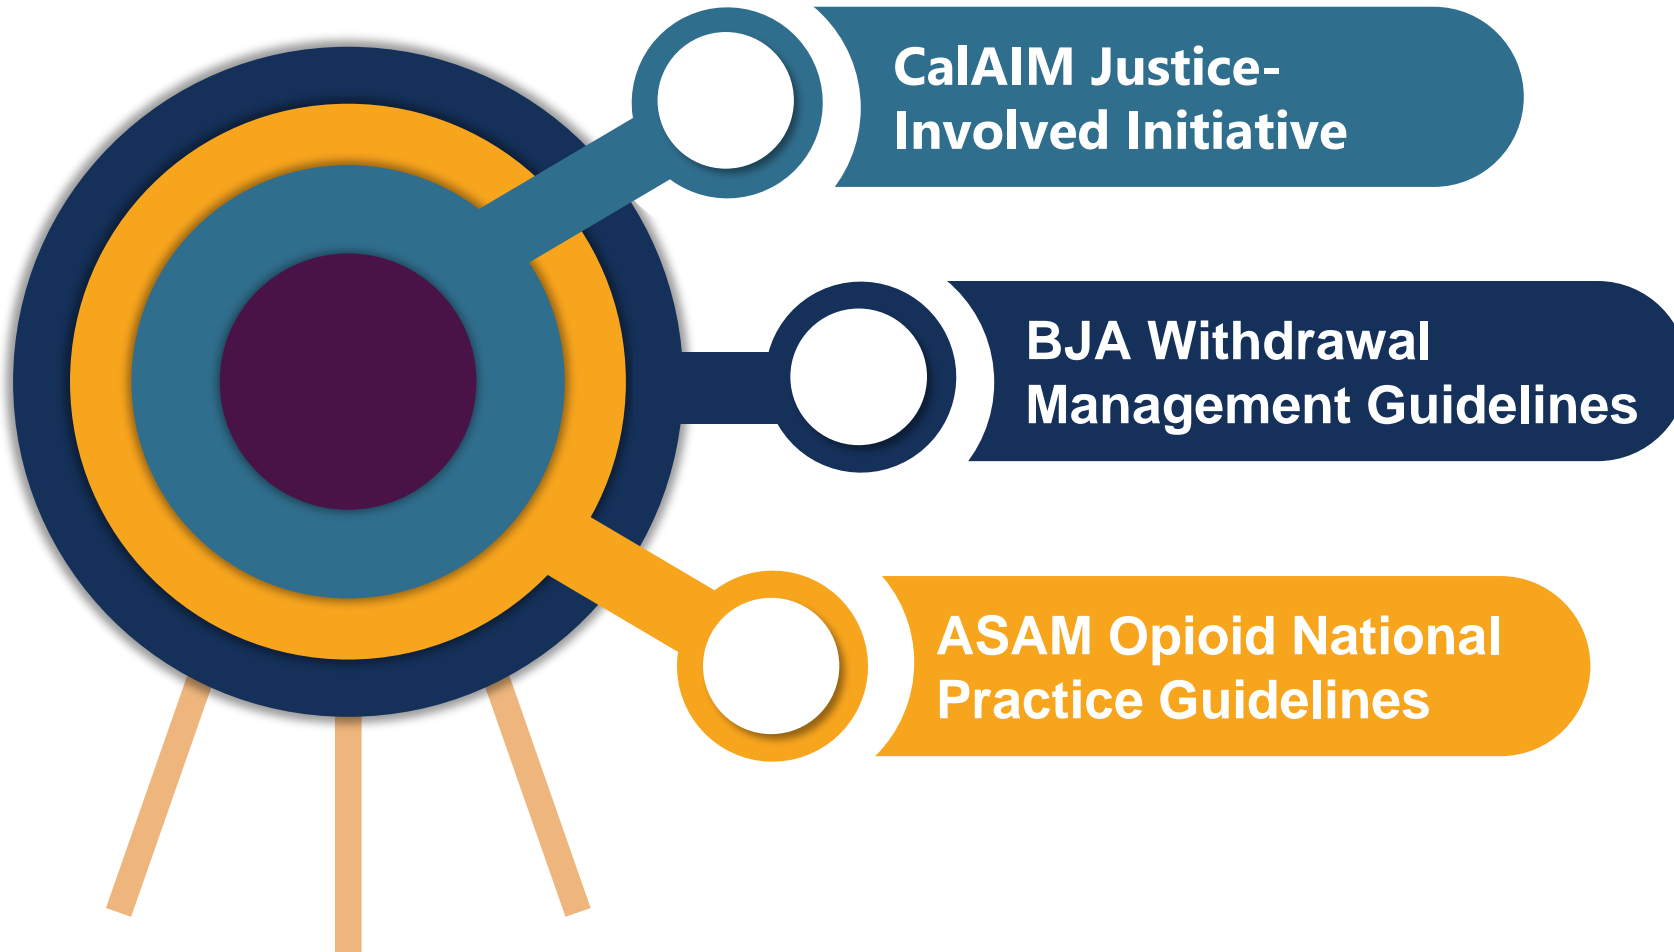 CalAIM Justice-
Involved Initiative
BJA Withdrawal
Management Guidelines
ASAM Opioid National
Practice Guidelines